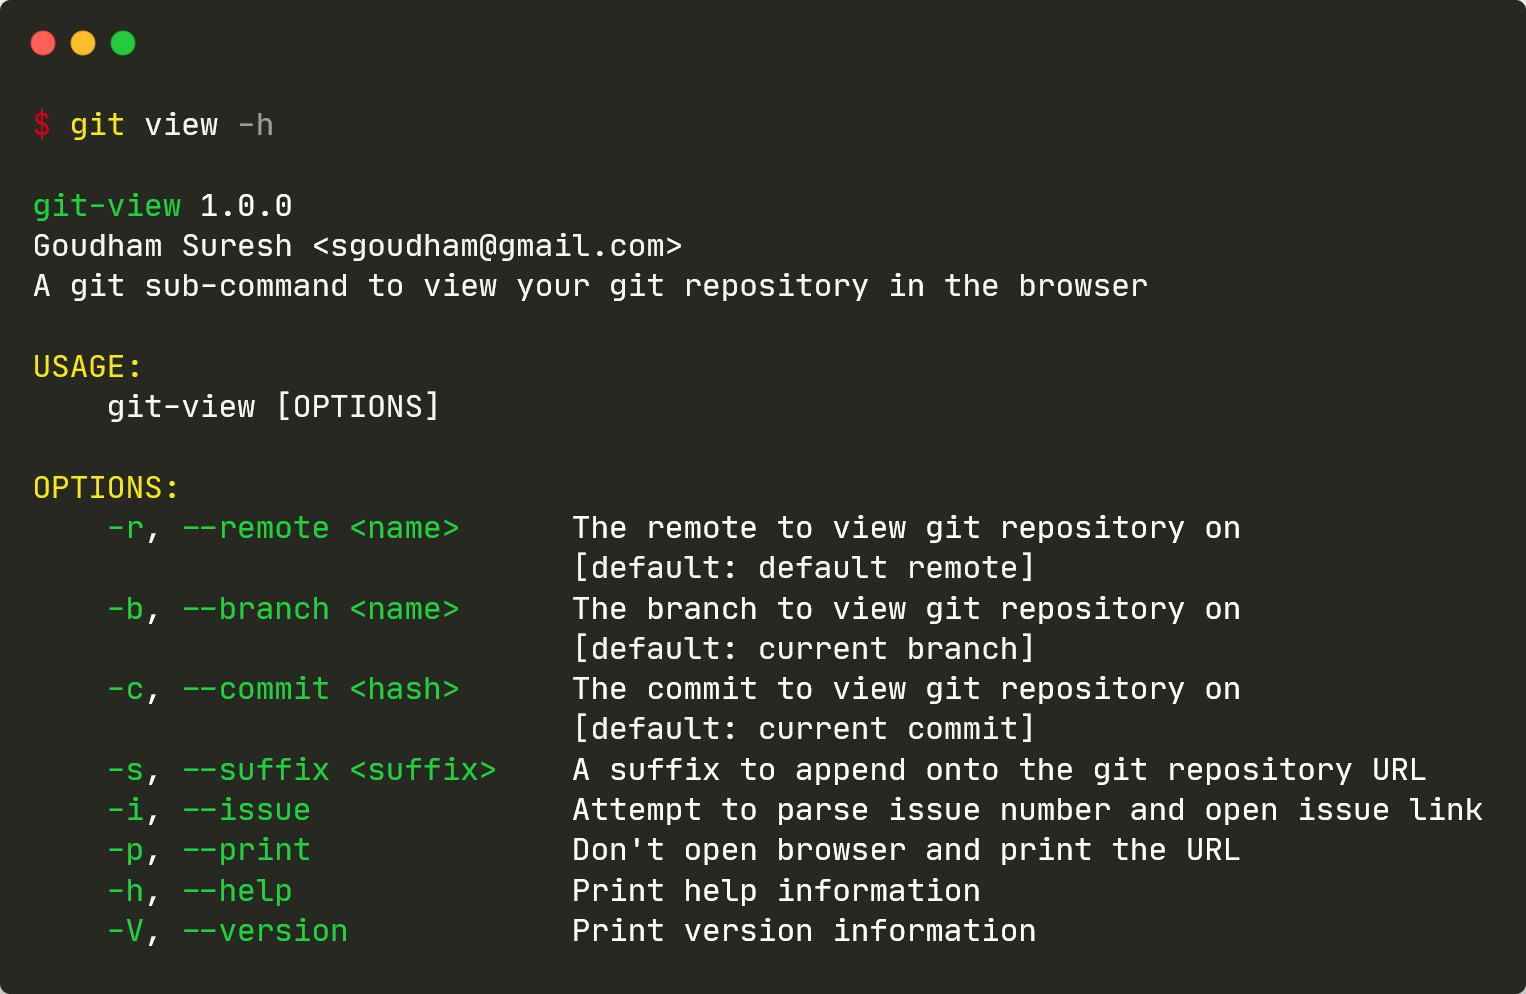 $ git view -h
git-view 1.0.0
Goudham Suresh <sgoudham@gmail.com>
A git sub-command to view your git repository in the browser
USAGE:
    git-view [OPTIONS]
OPTIONS:
    -r, --remote <name>      The remote to view git repository on
                             [default: default remote]
    -b, --branch <name>      The branch to view git repository on
                             [default: current branch]
    -c, --commit <hash>      The commit to view git repository on
                             [default: current commit]
    -s, --suffix <suffix>    A suffix to append onto the git repository URL
    -i, --issue              Attempt to parse issue number and open issue link
    -p, --print              Don't open browser and print the URL
    -h, --help               Print help information
    -V, --version            Print version information